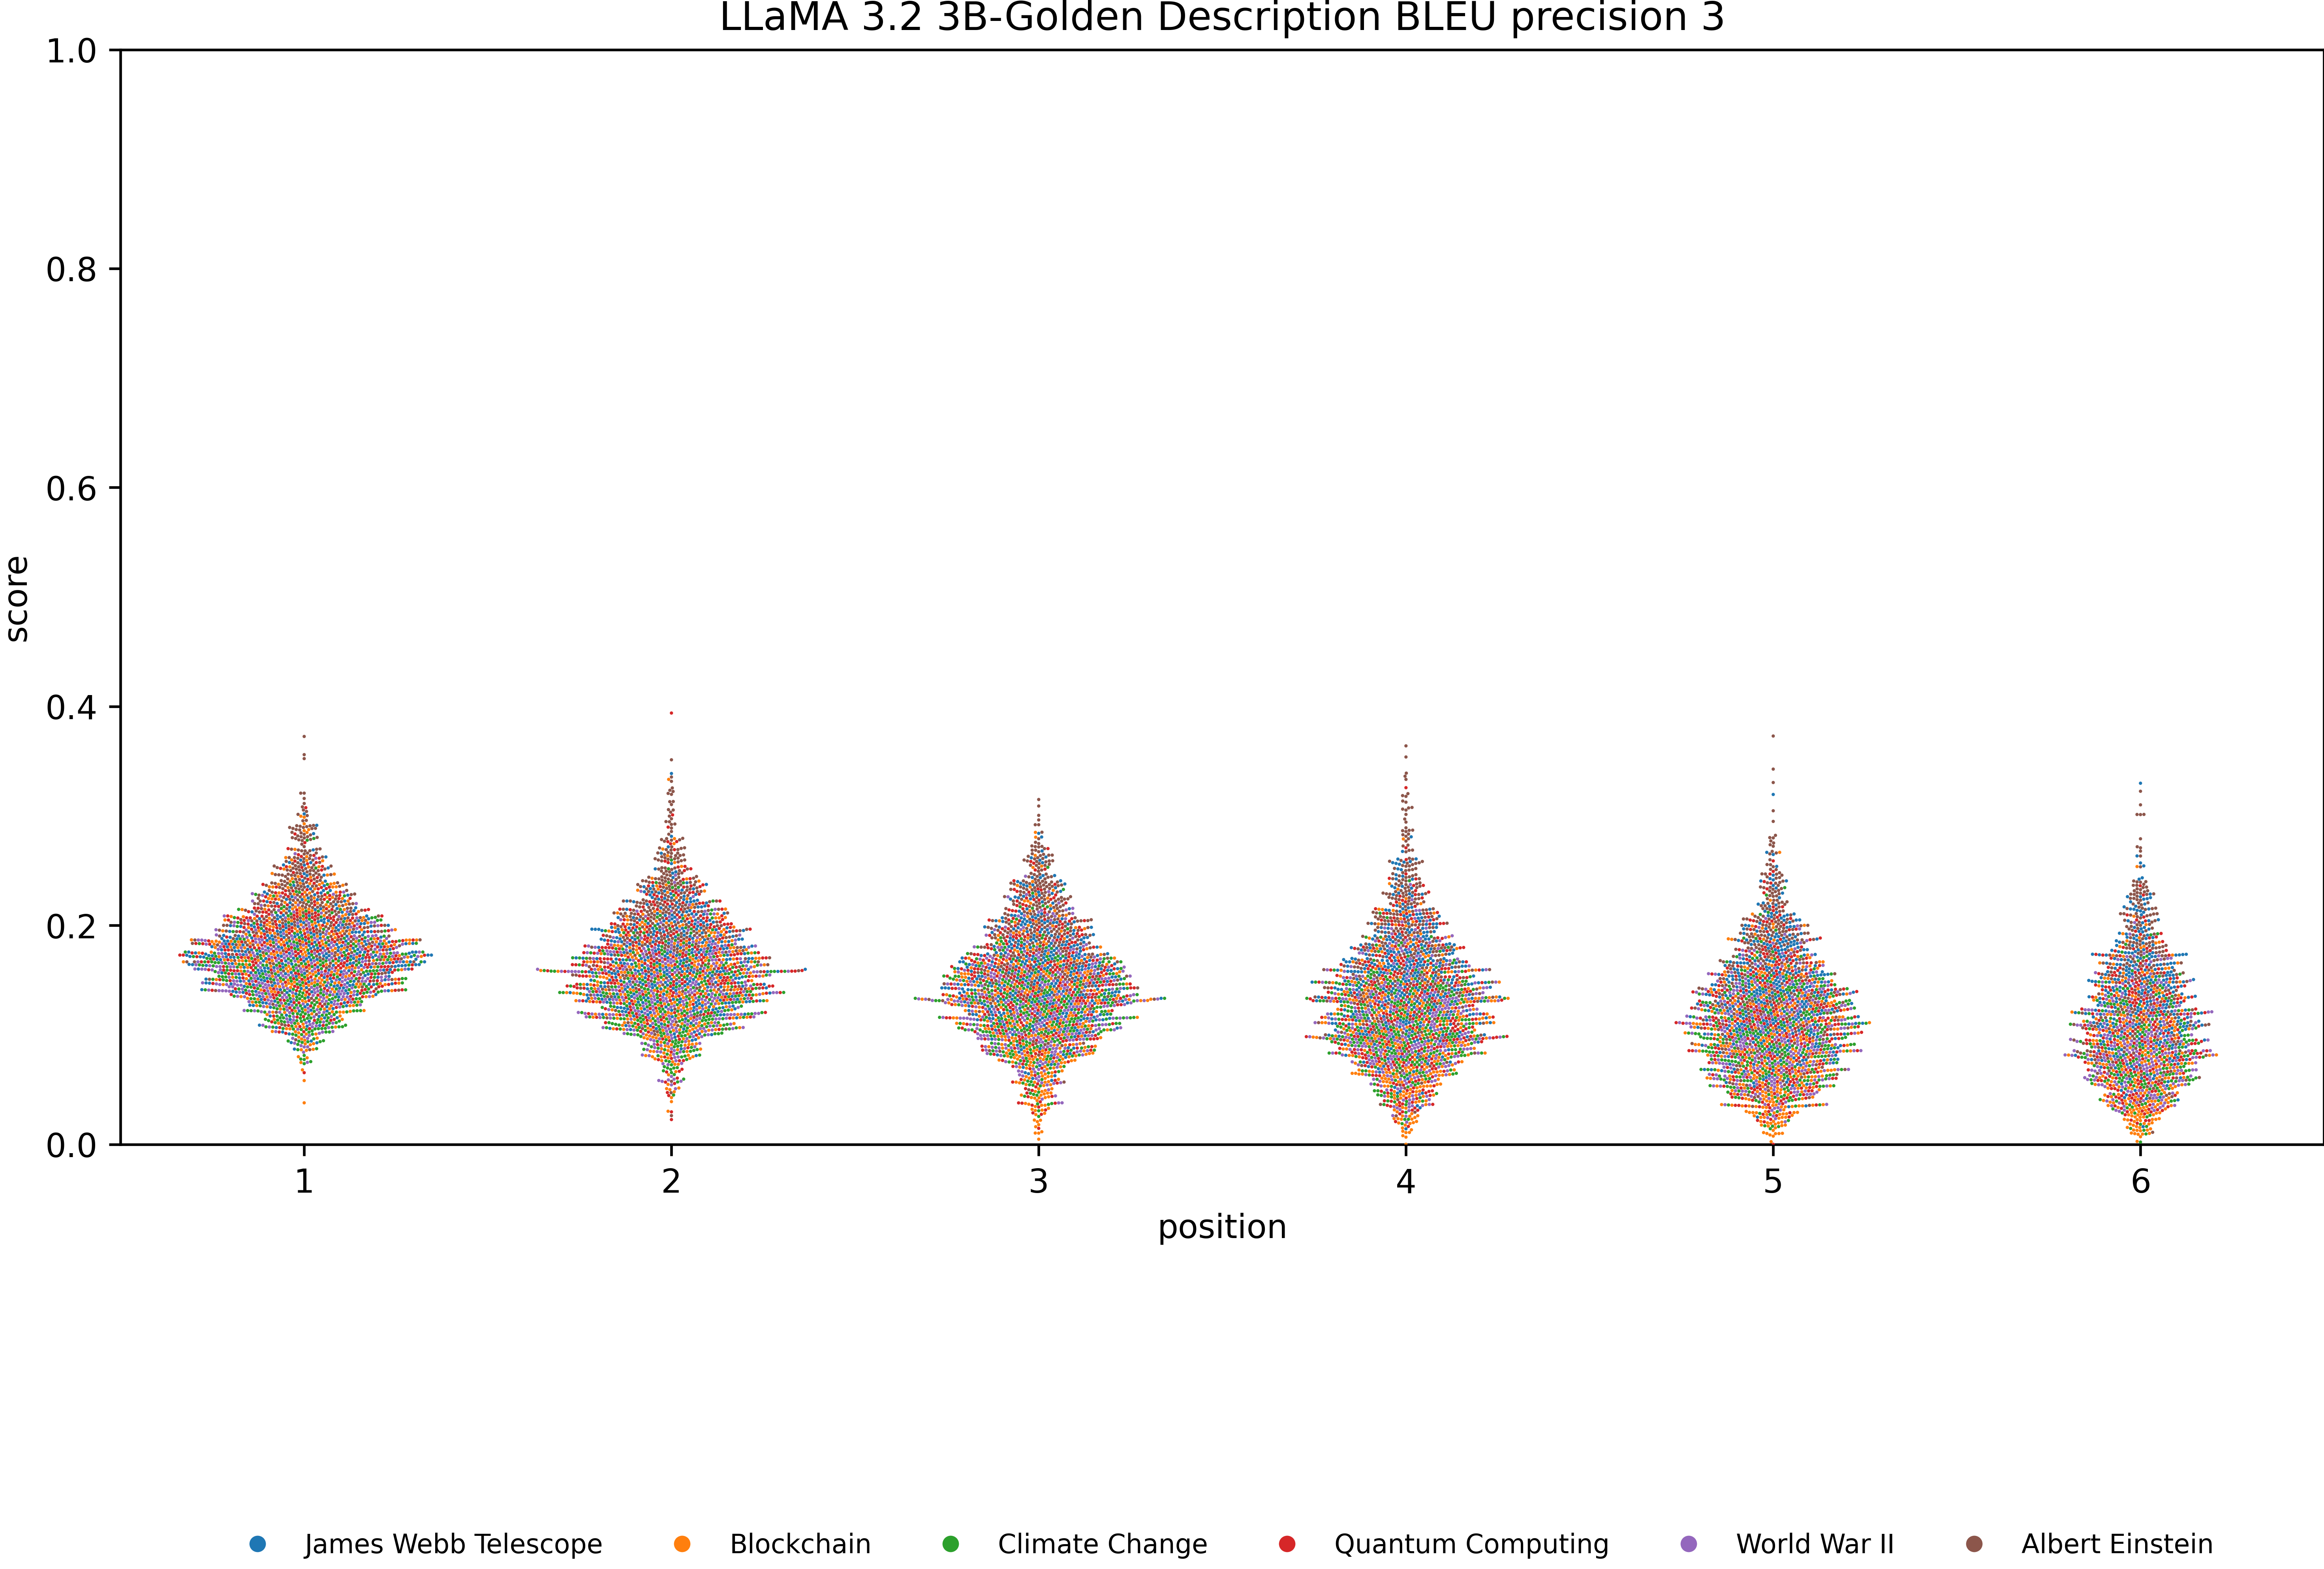 LLaMA 3.2 3B-Golden Description BLEU precision 3
1.0
0.8
0.6
0.4
0.2
0.0
score
1 2 3 4 5 6
position
James Webb Telescope Blockchain Climate Change Quantum Computing World War II Albert Einstein